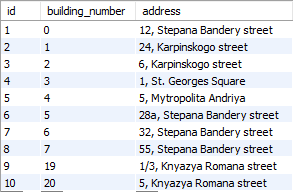 id building_number address
1 0 12, Stepana Bandery street
2 1 24, Karpinskogo street
3 2 6, Karpinskogo street
4 3 1, St. Georges Square
5 4 5, Mytropolita Andriya
6 5 28a, Stepana Bandery street
7 6 32, Stepana Bandery street
8 7 55, Stepana Bandery street
9 19 1/3, Knyazya Romana street
10 20 5, Knyazya Romana street